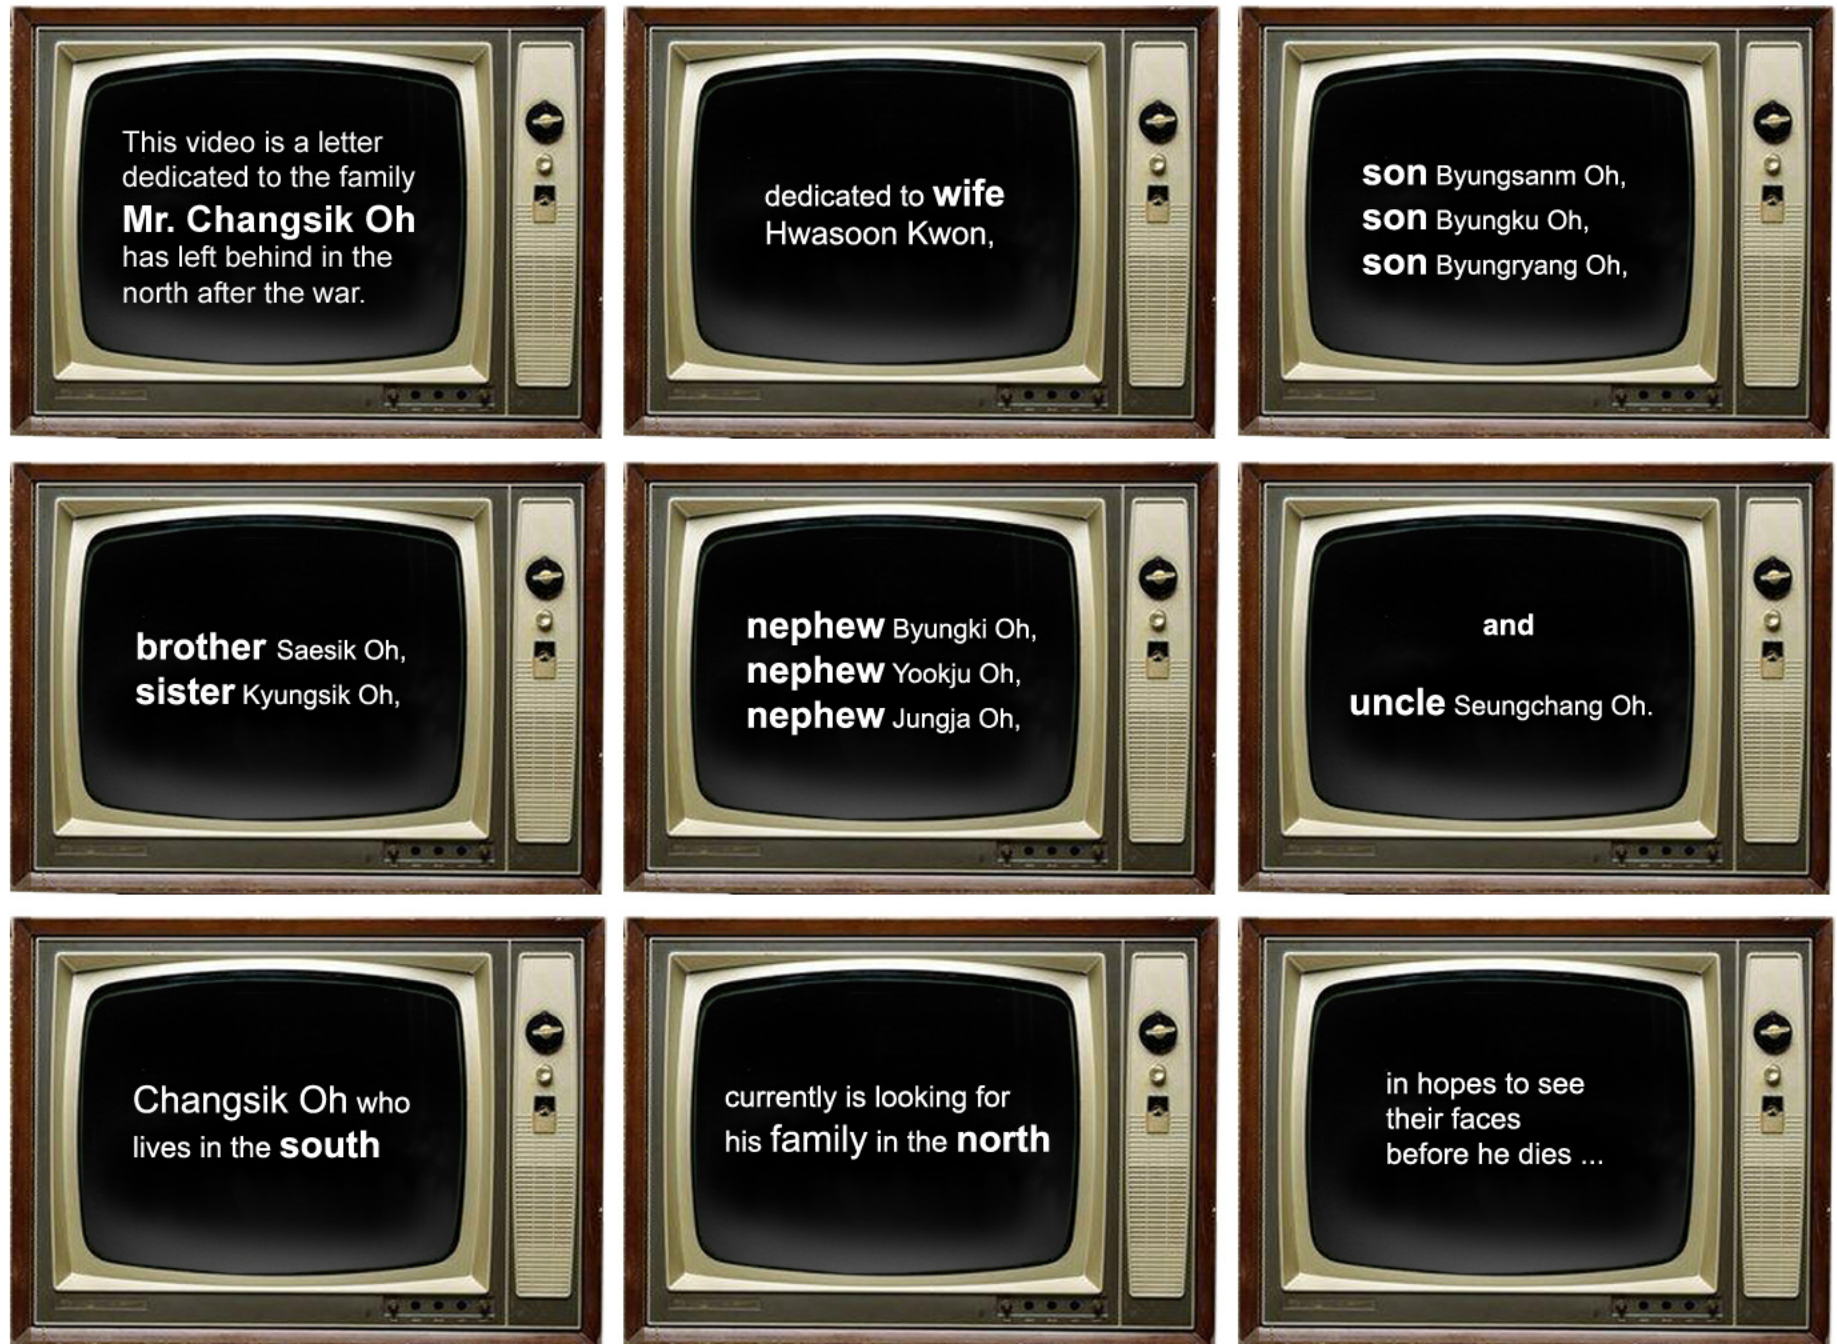 This video is a letter
dedicated to the family
Mr. Changsik Oh
has left behind in the
north after the war.
dedicated to wife
Hwasoon Kwon,
son Byungsanm Oh,
son Byungku Oh,
son Byungryang Oh,
brother Saesik Oh,
sister Kyungsik Oh,
nephew Byungki Oh,
nephew Yookju Oh,
nephew Jungja Oh,
and
uncle Seungchang Oh.
Changsik Oh who
lives in the south
currently is looking for
his family in the north
in hopes to see
their faces
before he dies ...